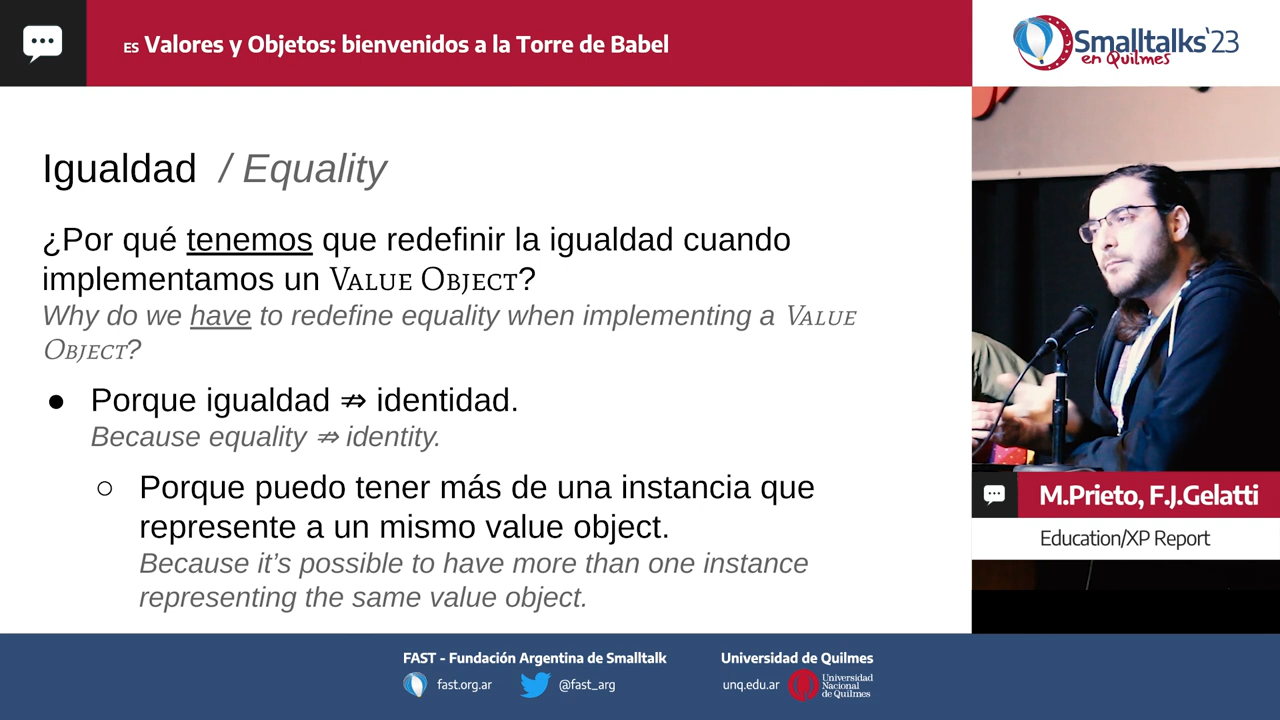 ES Valores y Objetos: bienvenidos a la Torre de Babel
Smalltalks'23
en Quilmes
Igualdad / Equality
¿Por qué tenemos que redefinir la igualdad cuando
implementamos un VALUE OBJECT?
Why do we have to redefine equality when implementing a VALUE
OBJECT?
● Porque igualdad ⇏ identidad.
Because equality ⇏ identity.
○ Porque puedo tener más de una instancia que
represente a un mismo value object.
Because it's possible to have more than one instance
representing the same value object.
M.Prieto, F.J.Gelatti
Education/XP Report
FAST - Fundación Argentina de Smalltalk
fast.org.ar @fast_arg
Universidad de Quilmes
unq.edu.ar
Universidad
Nacional
de Quilmes